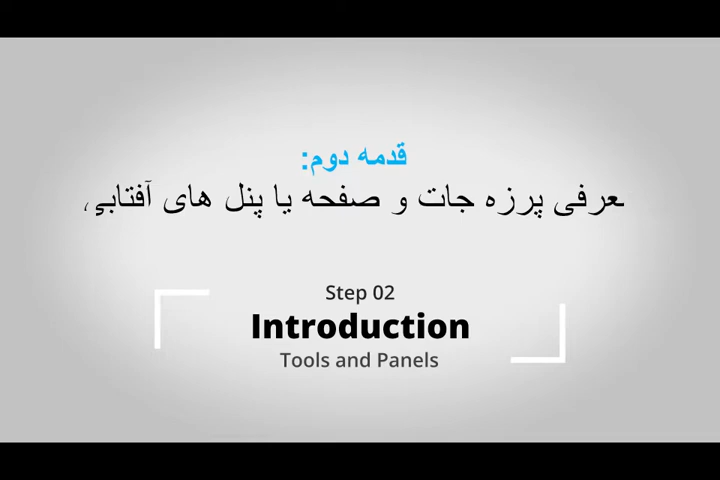 قدمه دوم:
عرفی پرزه جات و صفحه یا پنل های آفتابی،
Step 02
Introduction
Tools and Panels